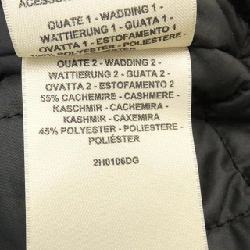 OUATE 1 - WADDING 1 -
WATTIERUNG 1 - GUATA 1 -
OVATTA 1 - ESTOFAMENTO 1
POLYESTER - POLIÉSTER
OUATE 2 - WADDING 2 -
WATTIERUNG 2 - GUATA 2 -
OVATTA 2 - ESTOFAMENTO 2
55% CACHEMIRE - CASHMERE -
KASCHMIR - CACHEMIRA -
KASHMIR - CAXEMIRA
45% POLYESTER - POLIESTERE -
POLIÉSTER
2H0106DG